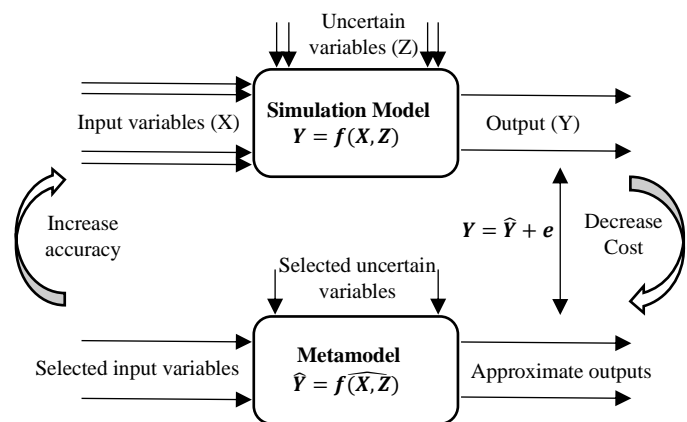 Uncertain
variables (Z)
Simulation Model
Y = f(X, Z)
Input variables (X)
Output (Y)
Increase
accuracy
Y = Ŷ + e
Decrease
Cost
Selected uncertain
variables
Metamodel
Ŷ = f(X, Z)̂
Selected input variables
Approximate outputs